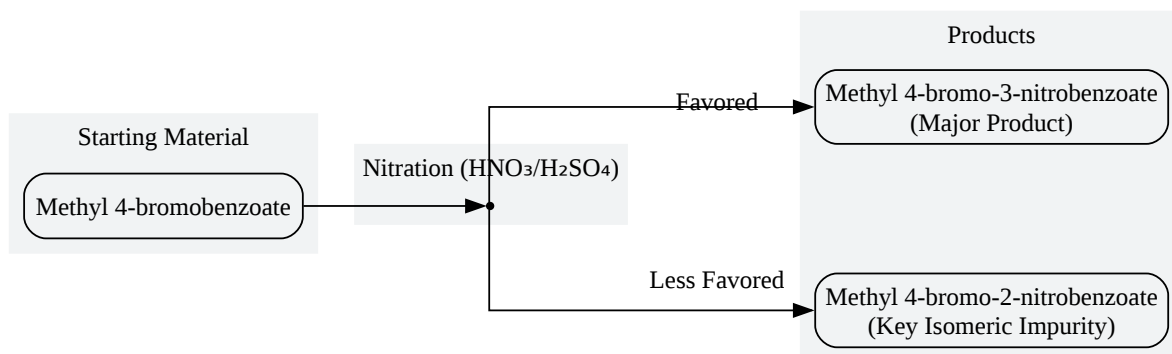 Starting Material
Methyl 4-bromobenzoate
Nitration (HNO₃/H₂SO₄)
Favored
Less Favored
Products
Methyl 4-bromo-3-nitrobenzoate
(Major Product)
Methyl 4-bromo-2-nitrobenzoate
(Key Isomeric Impurity)